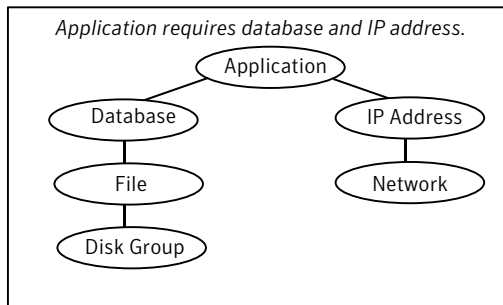 Application requires database and IP address.
Application
Database
IP Address
File
Network
Disk Group